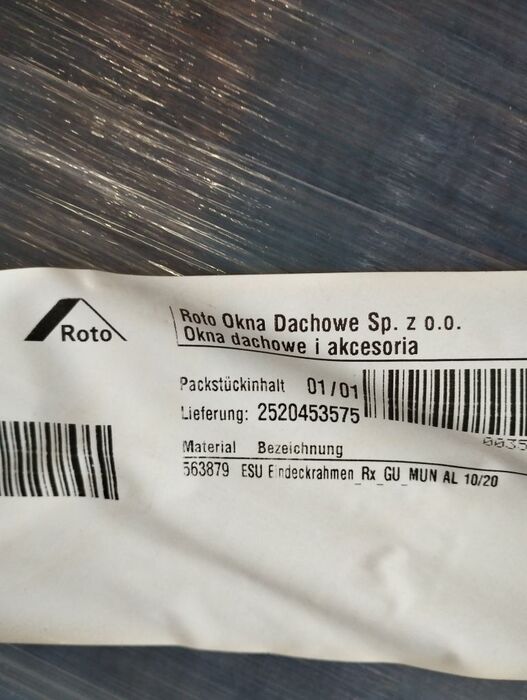 Roto
Roto Okna Dachowe Sp. z o.o.
Okna dachowe i akcesoria
Packstückinhalt 01/01
Lieferung: 2520453575
0035
Material Bezeichnung
563879 ESU Eindeckrahmen_Rx_GU_MUN AL 10/20